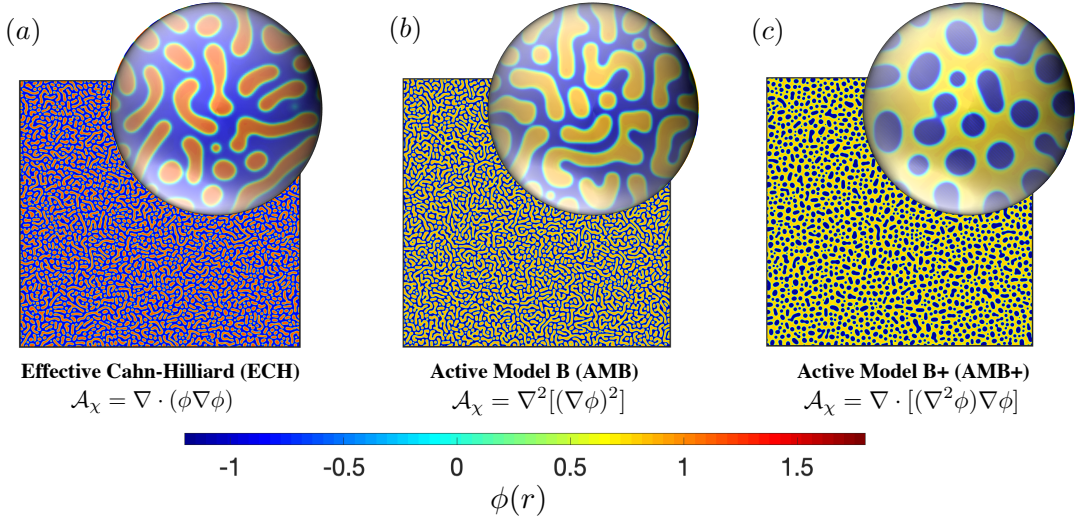 (a) (b) (c)
Effective Cahn-Hilliard (ECH) Active Model B (AMB) Active Model B+ (AMB+)
𝒜_χ = ∇ · (ϕ∇ϕ) 𝒜_χ = ∇²[(∇ϕ)²] 𝒜_χ = ∇ · [(∇²ϕ)∇ϕ]
-1 -0.5 0 0.5 1 1.5
ϕ(r)